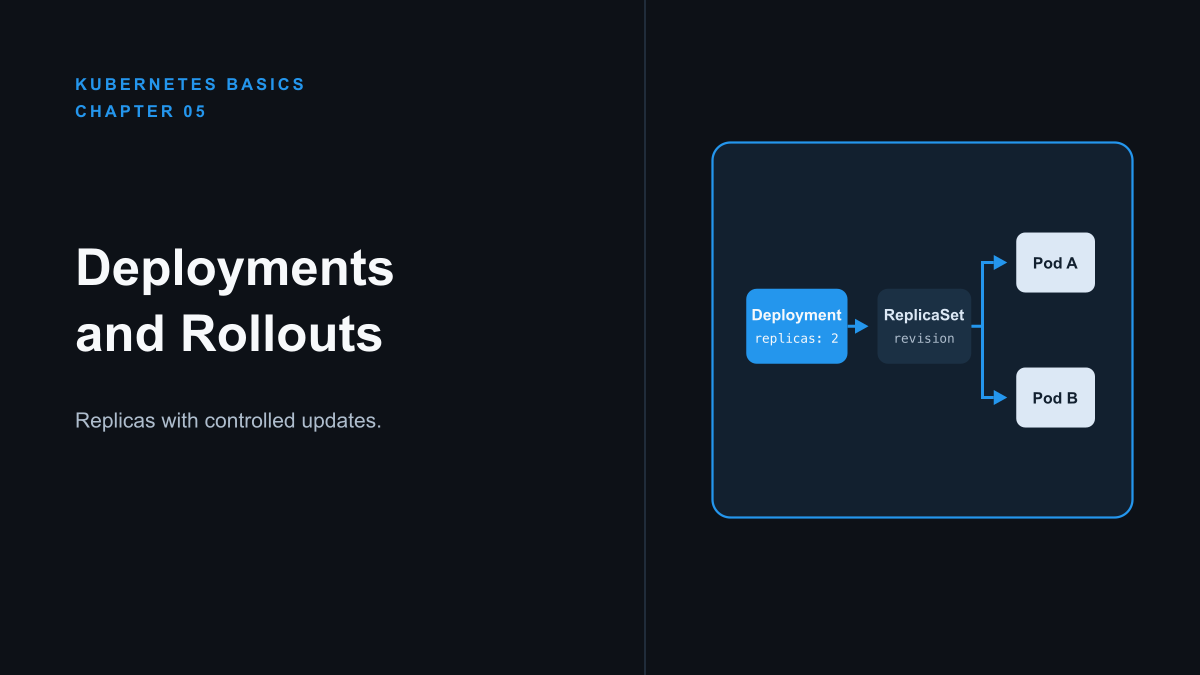 KUBERNETES BASICS
CHAPTER 05
Deployments
and Rollouts
Replicas with controlled updates.
Deployment
replicas: 2
ReplicaSet
revision
Pod A
Pod B